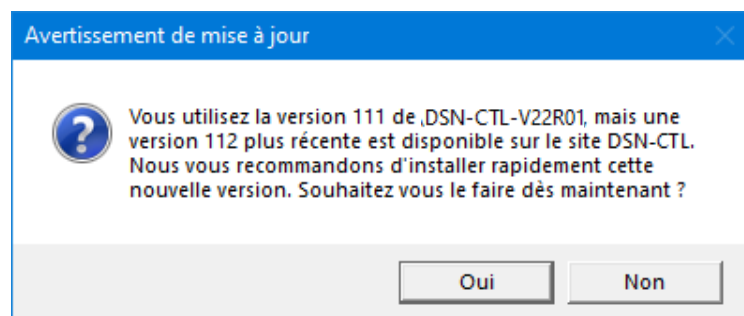 Avertissement de mise à jour
Vous utilisez la version 111 de DSN-CTL-V22R01, mais une
version 112 plus récente est disponible sur le site DSN-CTL.
Nous vous recommandons d'installer rapidement cette
nouvelle version. Souhaitez vous le faire dès maintenant ?
Oui
Non